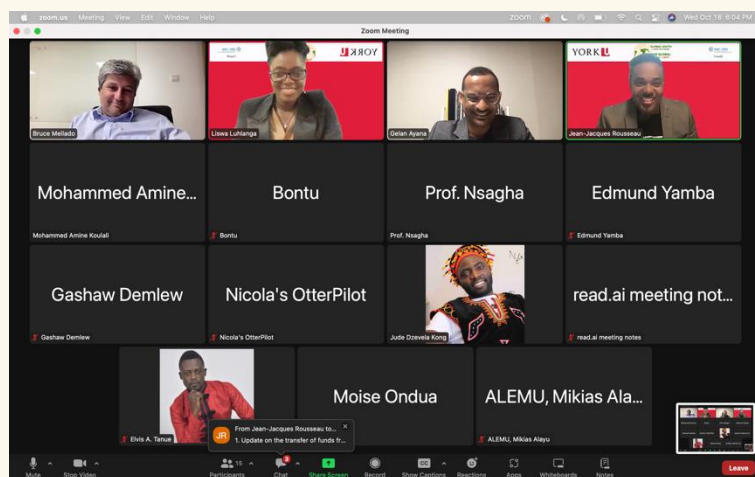 zoom.us Meeting View Edit Window Help
zoom
Wed Oct 18 6:04 PM
Zoom Meeting
YORK U
YORK U
Bruce Mellado
Liswa Luhlanga
Gelan Ayana
Jean-Jacques Rousseau
Mohammed Amine...
Bontu
Prof. Nsagha
Edmund Yamba
Mohammed Amine Koulali
Bontu
Prof. Nsagha
Edmund Yamba
Gashaw Demlew
Nicola's OtterPilot
read.ai meeting not...
Gashaw Demlew
Nicola's OtterPilot
Jude Dzevela Kong
read.ai meeting notes
Moise Ondua
ALEMU, Mikias Ala...
Elvis A. Tanue
ALEMU, Mikias Alayu
JR
From Jean-Jacques Rousseau to...
1. Update on the transfer of funds fr...
15
3
CC
Mute
Stop Video
Participants
Chat
Share Screen
Record
Show Captions
Reactions
Apps
Whiteboards
Notes
Leave